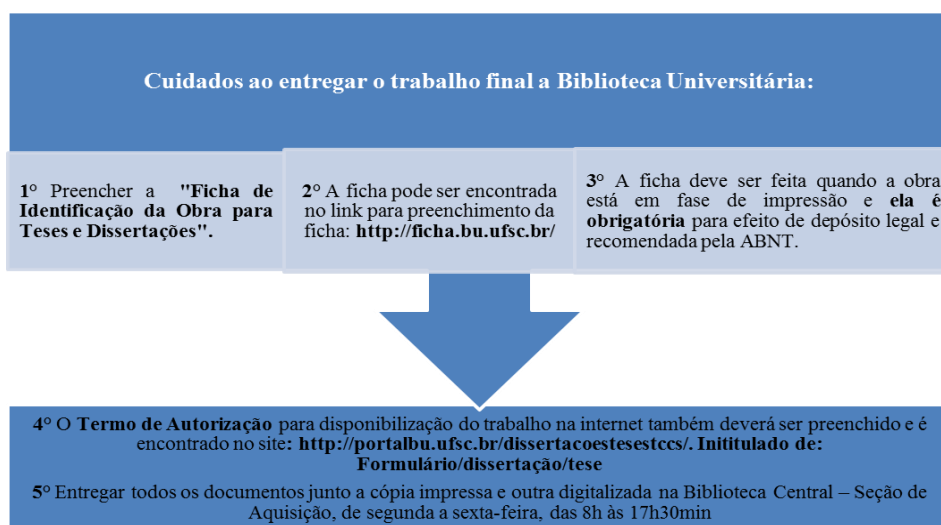 Cuidados ao entregar o trabalho final a Biblioteca Universitária:
1° Preencher a "Ficha de
Identificação da Obra para
Teses e Dissertações".
2° A ficha pode ser encontrada
no link para preenchimento da
ficha: http://ficha.bu.ufsc.br/
3° A ficha deve ser feita quando a obra
está em fase de impressão e ela é
obrigatória para efeito de depósito legal e
recomendada pela ABNT.
4° O Termo de Autorização para disponibilização do trabalho na internet também deverá ser preenchido e é
encontrado no site: http://portalbu.ufsc.br/dissertacoestesestccs/. Inititulado de:
Formulário/dissertação/tese
5° Entregar todos os documentos junto a cópia impressa e outra digitalizada na Biblioteca Central – Seção de
Aquisição, de segunda a sexta-feira, das 8h às 17h30min